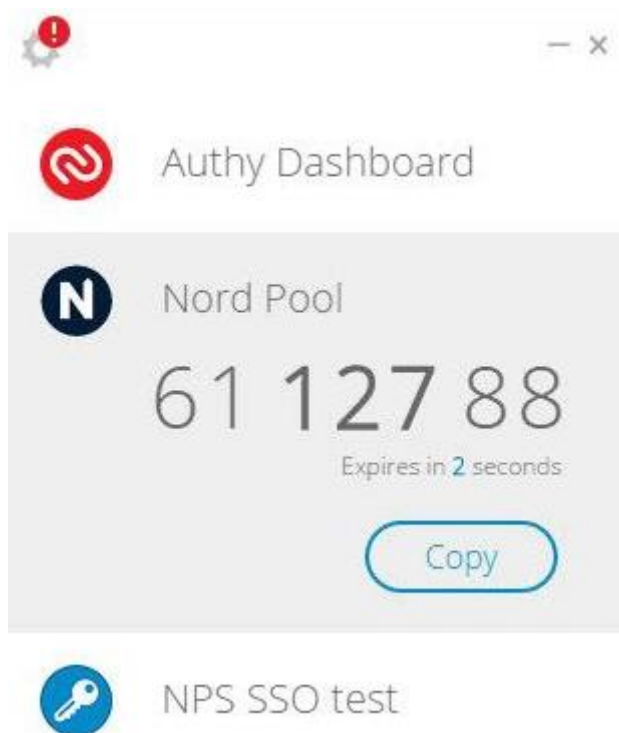 !
Authy Dashboard
N
Nord Pool
61 127 88
Expires in 2 seconds
Copy
NPS SSO test